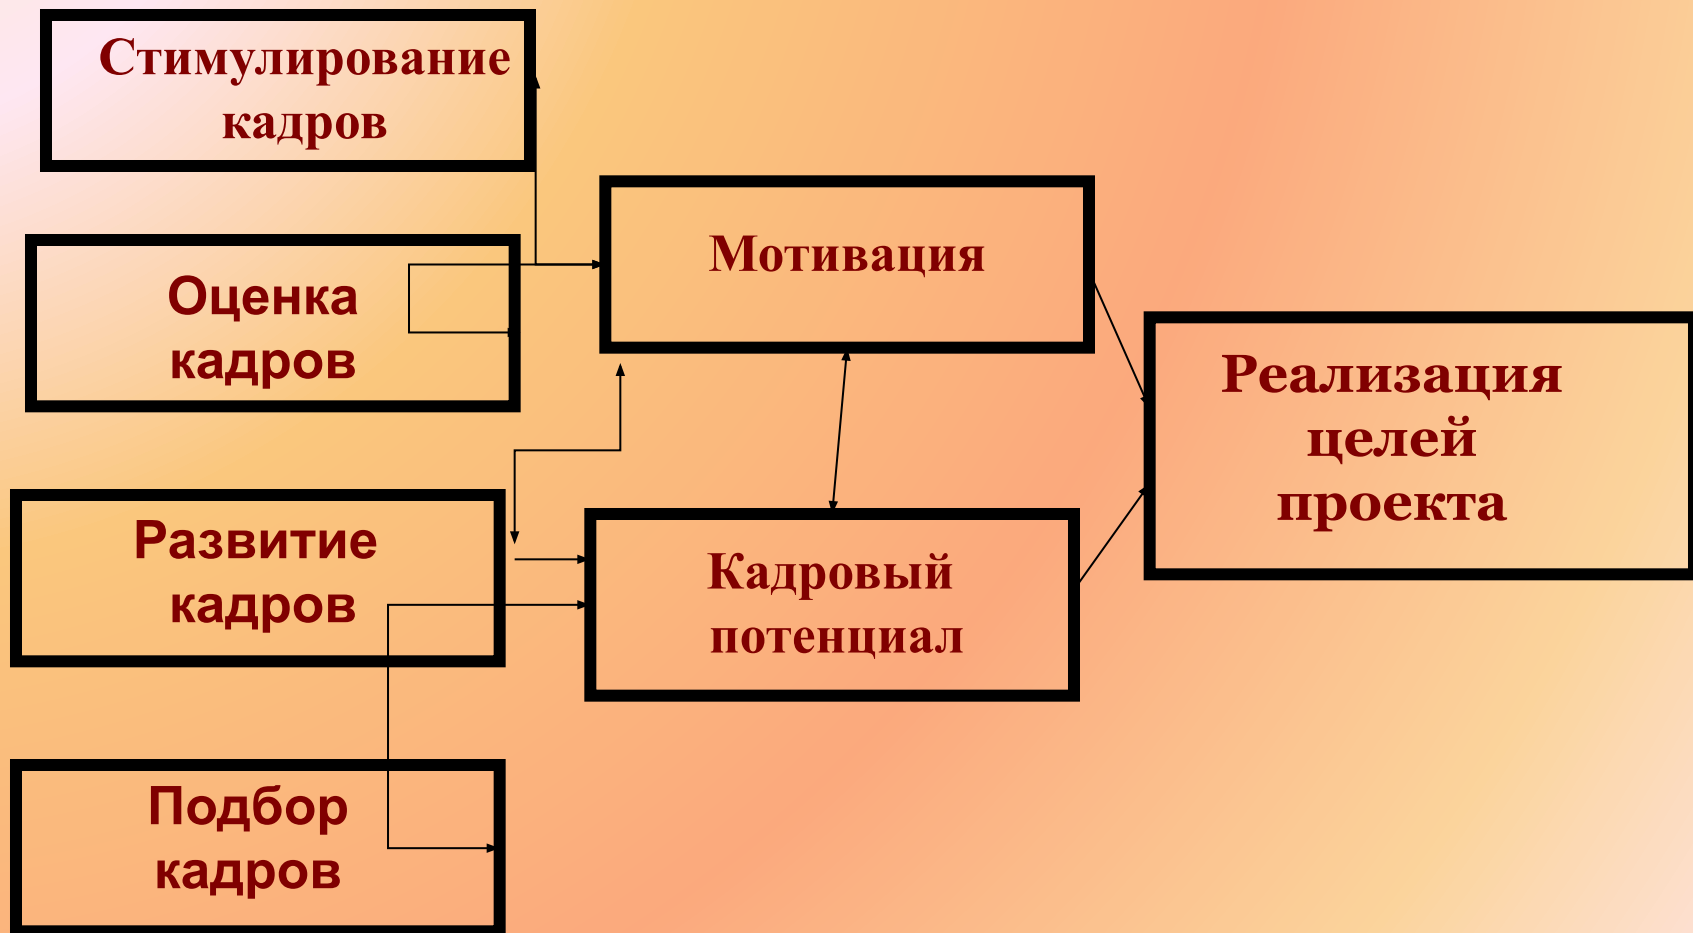 Стимулирование
кадров
Оценка
кадров
Развитие
кадров
Подбор
кадров
Мотивация
Кадровый
потенциал
Реализация
целей
проекта